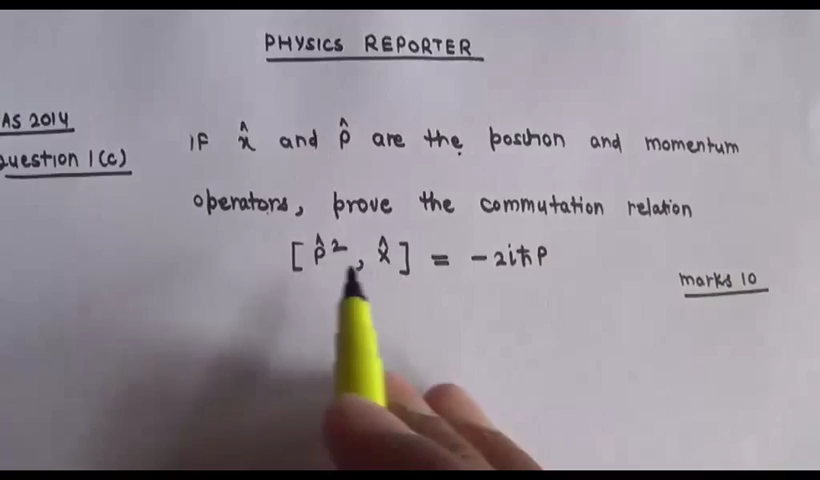 PHYSICS REPORTER
AS 2014
Question 1(c)
If x̂ and p̂ are the position and momentum
operators, prove the commutation relation
[p̂², x̂] = -2iħp
marks 10